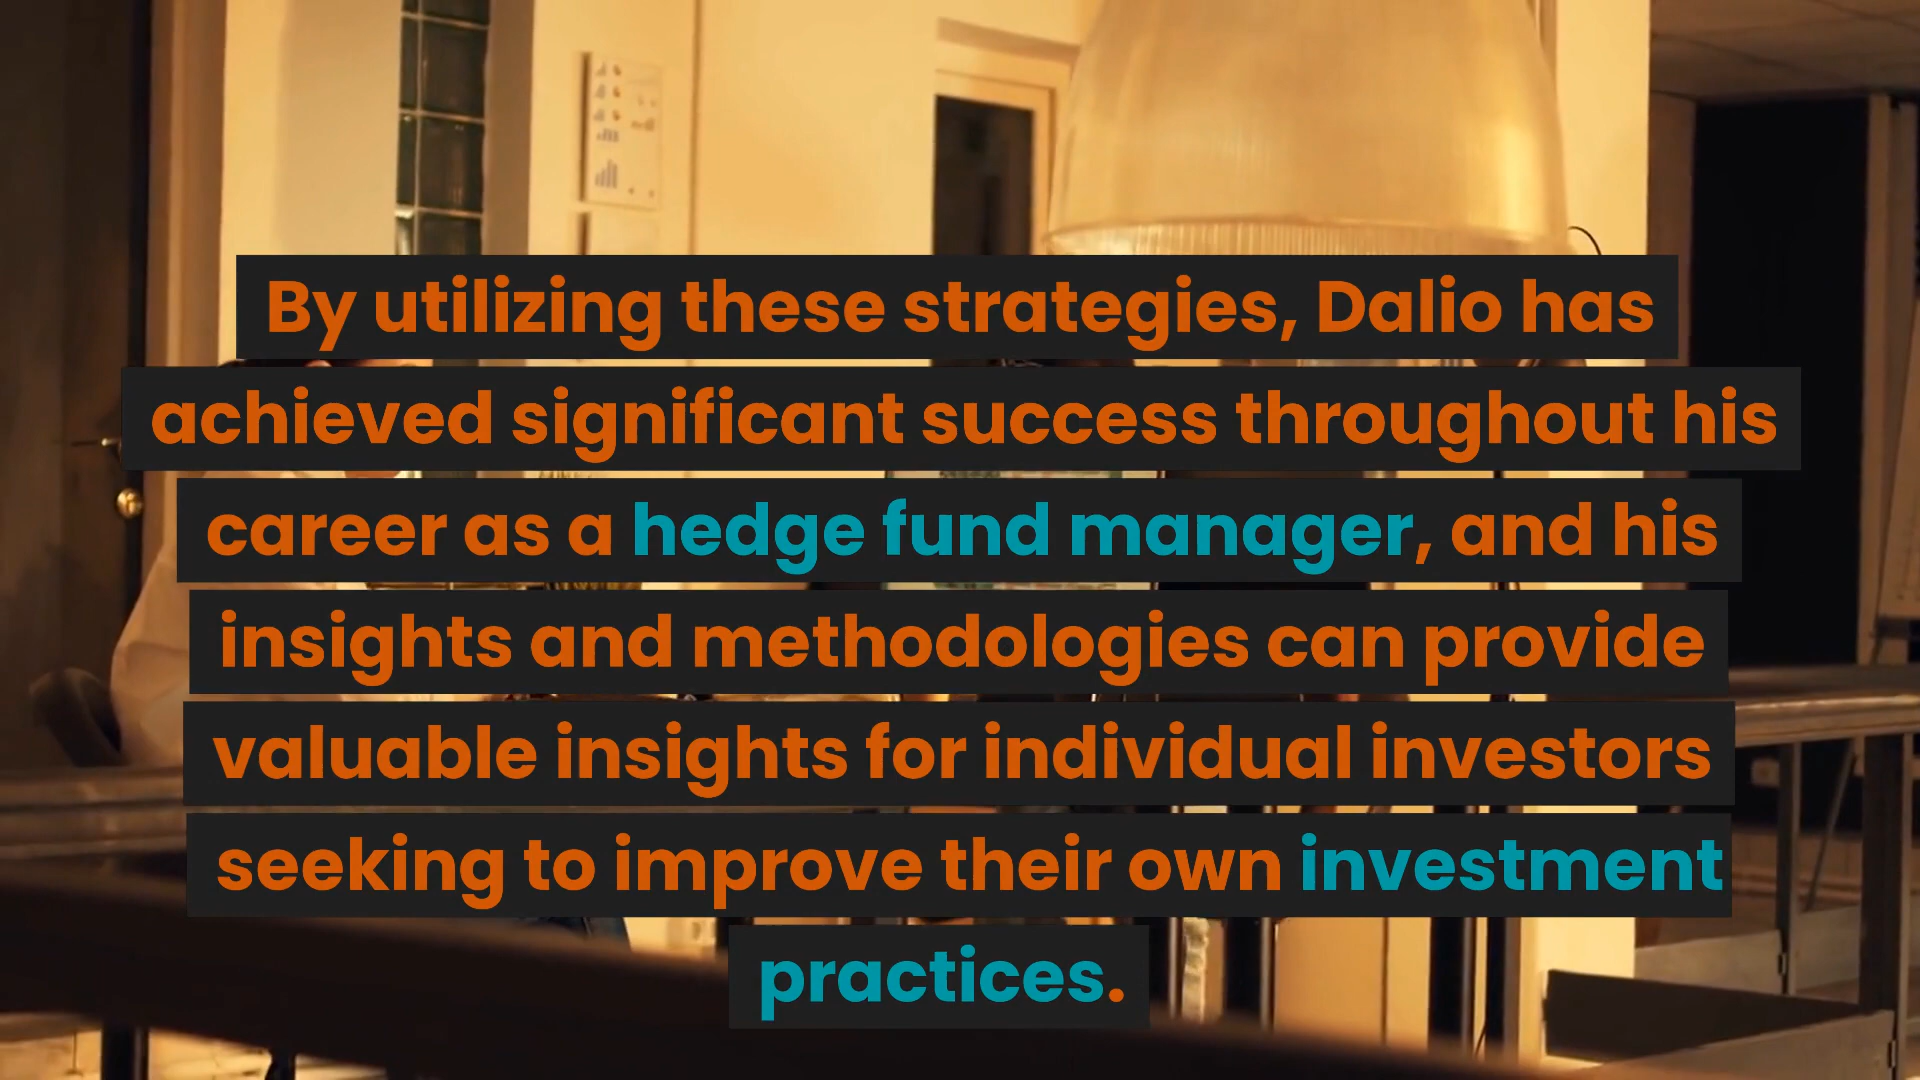 By utilizing these strategies, Dalio has
achieved significant success throughout his
career as a hedge fund manager, and his
insights and methodologies can provide
valuable insights for individual investors
seeking to improve their own investment
practices.